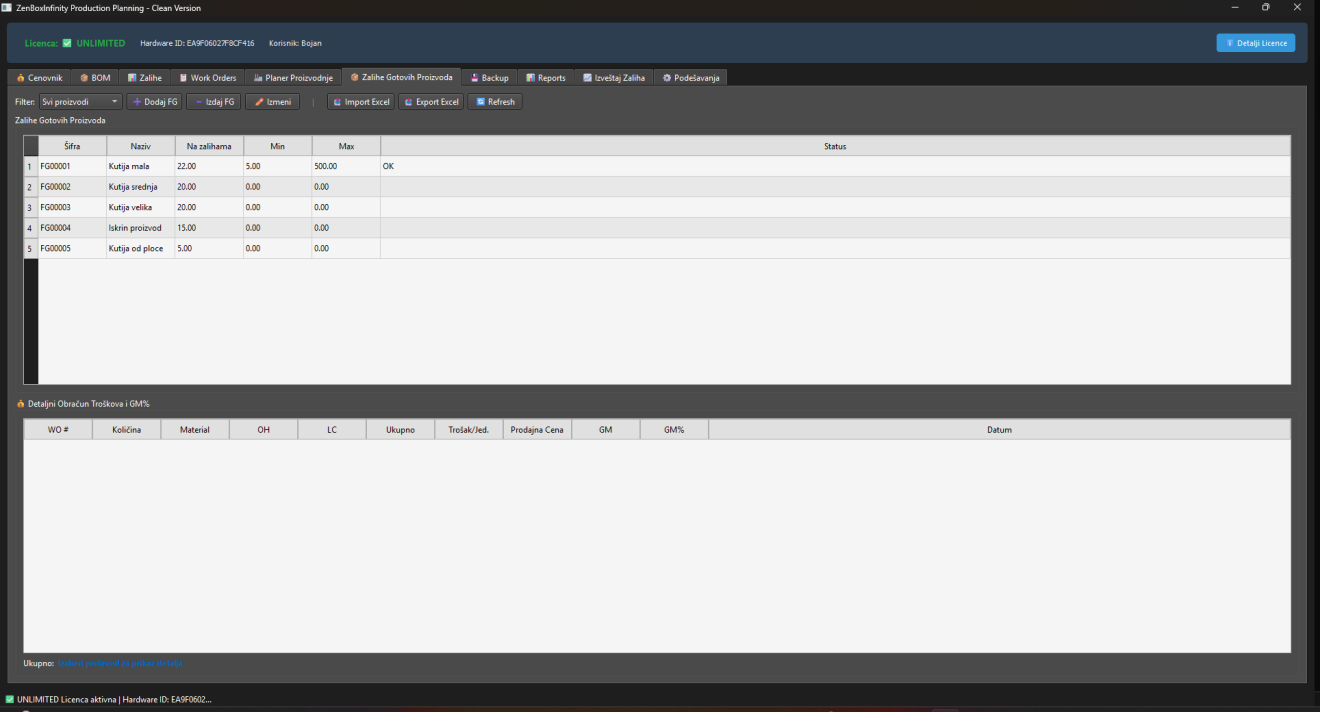 ZenBoxInfinity Production Planning - Clean Version
Licenca: ✅ UNLIMITED Hardware ID: EA9F06027F8CF416 Korisnik: Bojan Detalji Licence
Cenovnik BOM Zalihe Work Orders Planer Proizvodnje Zalihe Gotovih Proizvoda Backup Reports Izveštaj Zaliha Podešavanja
Filter: Svi proizvodi Dodaj FG Izdaj FG Izmeni | Import Excel Export Excel Refresh
Zalihe Gotovih Proizvoda
Šifra Naziv Na zalihama Min Max Status
1 FG00001 Kutija mala 22.00 5.00 500.00 OK
2 FG00002 Kutija srednja 20.00 0.00 0.00
3 FG00003 Kutija velika 20.00 0.00 0.00
4 FG00004 Iskrin proizvod 15.00 0.00 0.00
5 FG00005 Kutija od ploce 5.00 0.00 0.00
Detaljni Obračun Troškova i GM%
WO # Količina Material OH LC Ukupno Trošak/Jed. Prodajna Cena GM GM% Datum
Ukupno: Izaberi proizvod za prikaz detalja
✅ UNLIMITED Licenca aktivna | Hardware ID: EA9F0602...